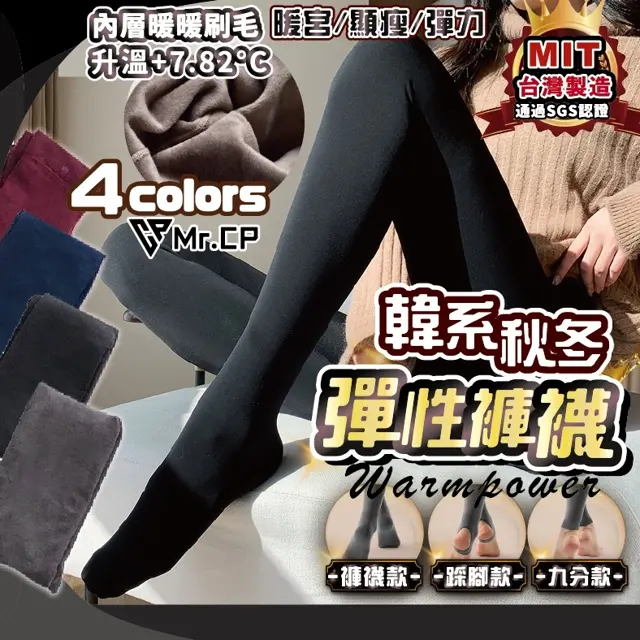 內層暖暖刷毛 暖宮/顯瘦/彈力
升溫+7.82°C
MIT
台灣製造
通過SGS認證
4 colors
CP Mr.CP
韓系秋冬
彈性褲襪
Warmpower
褲襪款
踩腳款
九分款